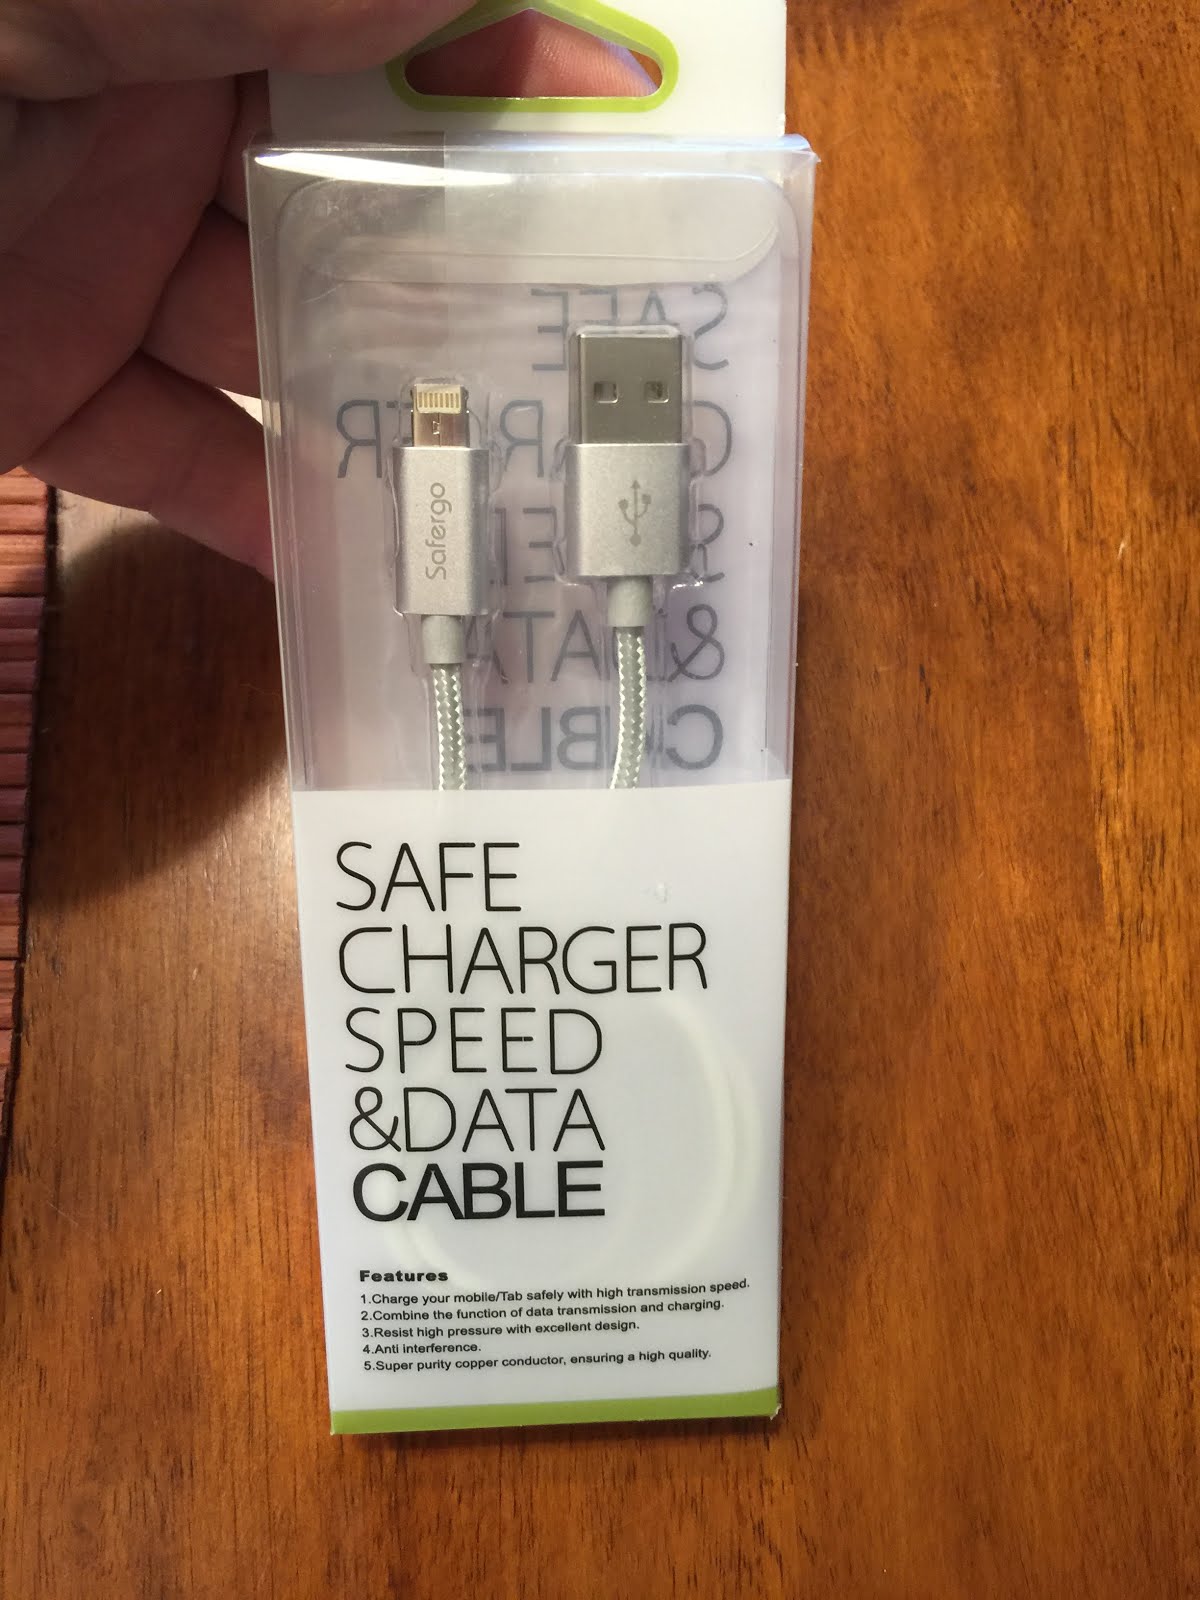 Safergo
SAFE
CHARGER
SPEED
&DATA
CABLE
Features
1.Charge your mobile/Tab safely with high transmission speed.
2.Combine the function of data transmission and charging.
3.Resist high pressure with excellent design.
4.Anti interference.
5.Super purity copper conductor, ensuring a high quality.